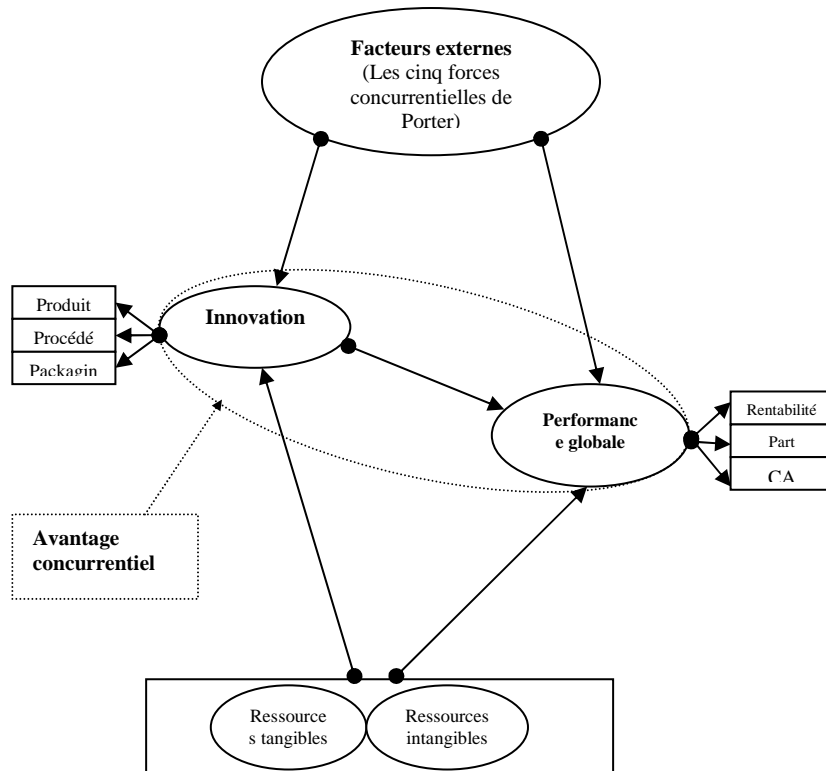 Facteurs externes
(Les cinq forces
concurrentielles de
Porter)
Produit
Procédé
Packagin
Innovation
Performanc
e globale
Rentabilité
Part
CA
Avantage
concurrentiel
Ressource
s tangibles
Ressources
intangibles